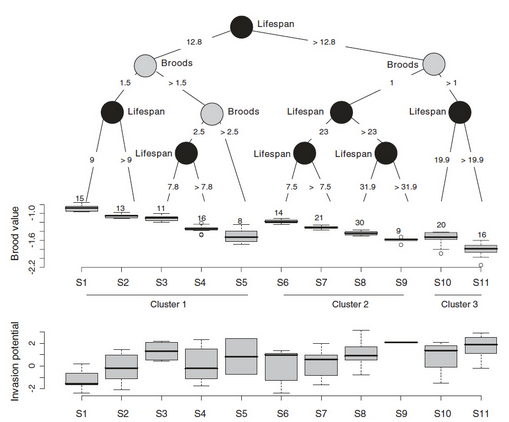 Lifespan
12.8 > 12.8
Broods Broods
1.5 > 1.5 1 > 1
Lifespan Broods Lifespan Lifespan
2.5 > 2.5 23 > 23
Lifespan Lifespan Lifespan
9 > 9 19.9 > 19.9
7.8 > 7.8 7.5 > 7.5 31.9 > 31.9
Brood value
-1.0
-1.6
-2.2
15 13 11 16 8 14 21 30 9 20 16
S1 S2 S3 S4 S5 S6 S7 S8 S9 S10 S11
Cluster 1 Cluster 2 Cluster 3
Invasion potential
2
0
-2
S1 S2 S3 S4 S5 S6 S7 S8 S9 S10 S11